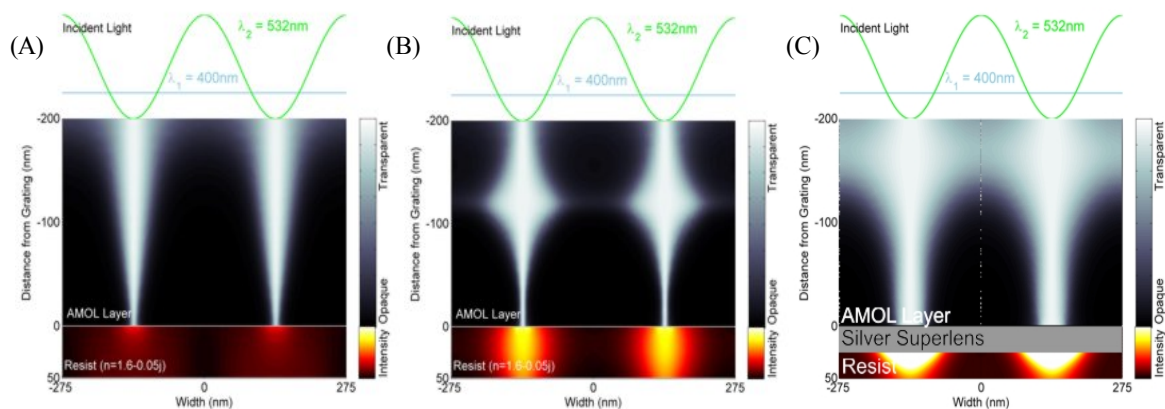 (A)
Incident Light
λ2 = 532nm
λ1 = 400nm
-200
-100
0
50
Distance from Grating (nm)
AMOL Layer
Resist (n=1.6-0.05j)
-275
0
275
Width (nm)
Transparent
Opaque
Intensity
(B)
Incident Light
λ2 = 532nm
λ1 = 400nm
-200
-100
0
50
Distance from Grating (nm)
AMOL Layer
Resist (n=1.6-0.05j)
-275
0
275
Width (nm)
Transparent
Opaque
Intensity
(C)
Incident Light
λ2 = 532nm
λ1 = 400nm
-200
-100
0
50
Distance from Grating (nm)
AMOL Layer
Silver Superlens
Resist
-275
0
275
Width (nm)
Transparent
Opaque
Intensity